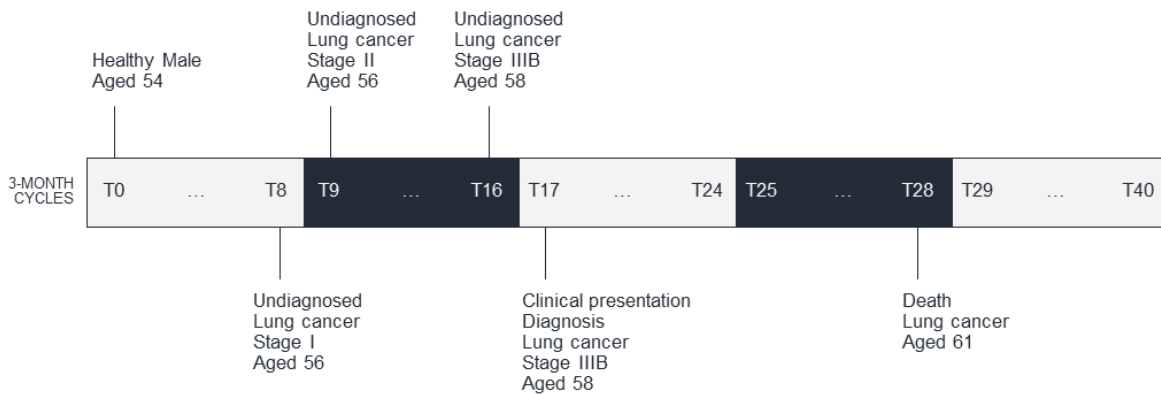 Healthy Male
Aged 54
Undiagnosed
Lung cancer
Stage II
Aged 56
Undiagnosed
Lung cancer
Stage IIIB
Aged 58
3-MONTH
CYCLES
T0 ... T8 T9 ... T16 T17 ... T24 T25 ... T28 T29 ... T40
Undiagnosed
Lung cancer
Stage I
Aged 56
Clinical presentation
Diagnosis
Lung cancer
Stage IIIB
Aged 58
Death
Lung cancer
Aged 61